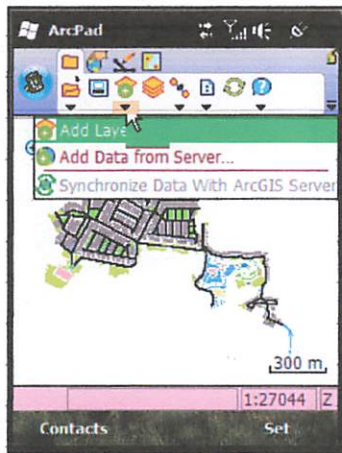 ArcPad
Add Laye
Add Data from Server...
Synchronize Data With ArcGIS Server
300 m
1:27044 Z
Contacts Set